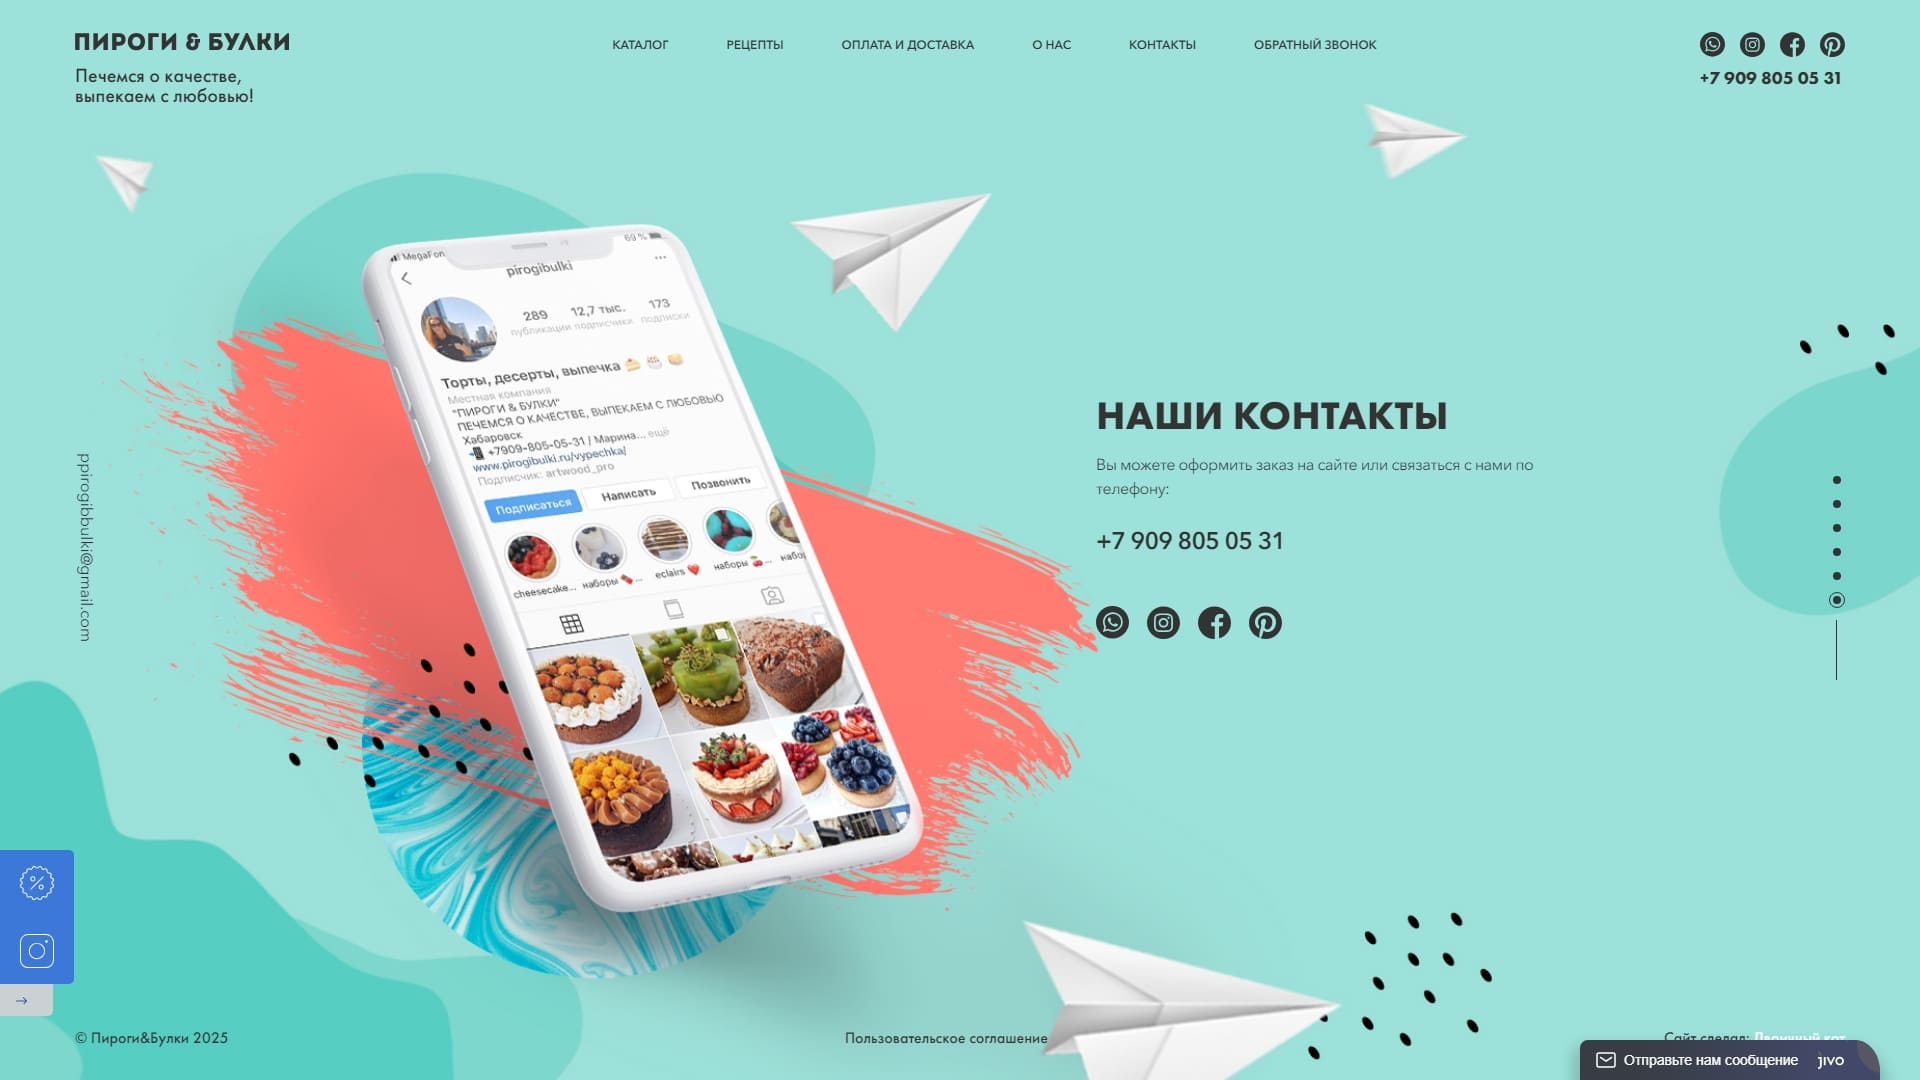 ПИРОГИ & БУЛКИ
Печемся о качестве,
выпекаем с любовью!
КАТАЛОГ
РЕЦЕПТЫ
ОПЛАТА И ДОСТАВКА
О НАС
КОНТАКТЫ
ОБРАТНЫЙ ЗВОНОК
+7 909 805 05 31
MegaFon
69 %
pirogibulki
289
12,7 тыс.
173
публикации
подписчики
подписки
Торты, десерты, выпечка
Местная компания
"ПИРОГИ & БУЛКИ"
ПЕЧЕМСЯ О КАЧЕСТВЕ, ВЫПЕКАЕМ С ЛЮБОВЬЮ
Хабаровск
+7909-805-05-31 / Марина... ещё
www.pirogibulki.ru/vypechka/
Подписчик: artwood_pro
Подписаться
Написать
Позвонить
cheesecake...
наборы ...
eclairs
наборы ...
набо
НАШИ КОНТАКТЫ
Вы можете оформить заказ на сайте или связаться с нами по
телефону:
+7 909 805 05 31
ppirogibbulki@gmail.com
© Пироги&Булки 2025
Пользовательское соглашение
Сайт сделал: Двоичный кот
Отправьте нам сообщение
jivo